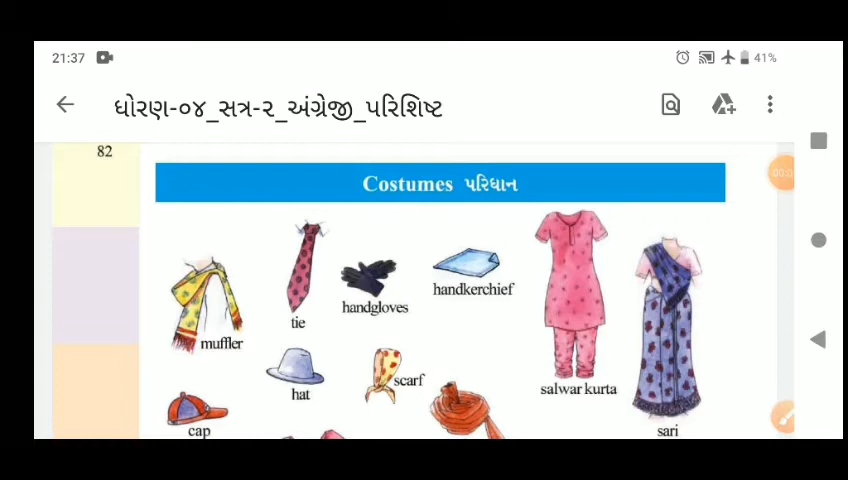 21:37
41%
ધોરણ-૦૪_સત્ર-૨_અંગ્રેજી_પરિશિષ્ટ
82
Costumes પરિધાન
muffler
tie
handgloves
handkerchief
salwar kurta
sari
hat
scarf
cap